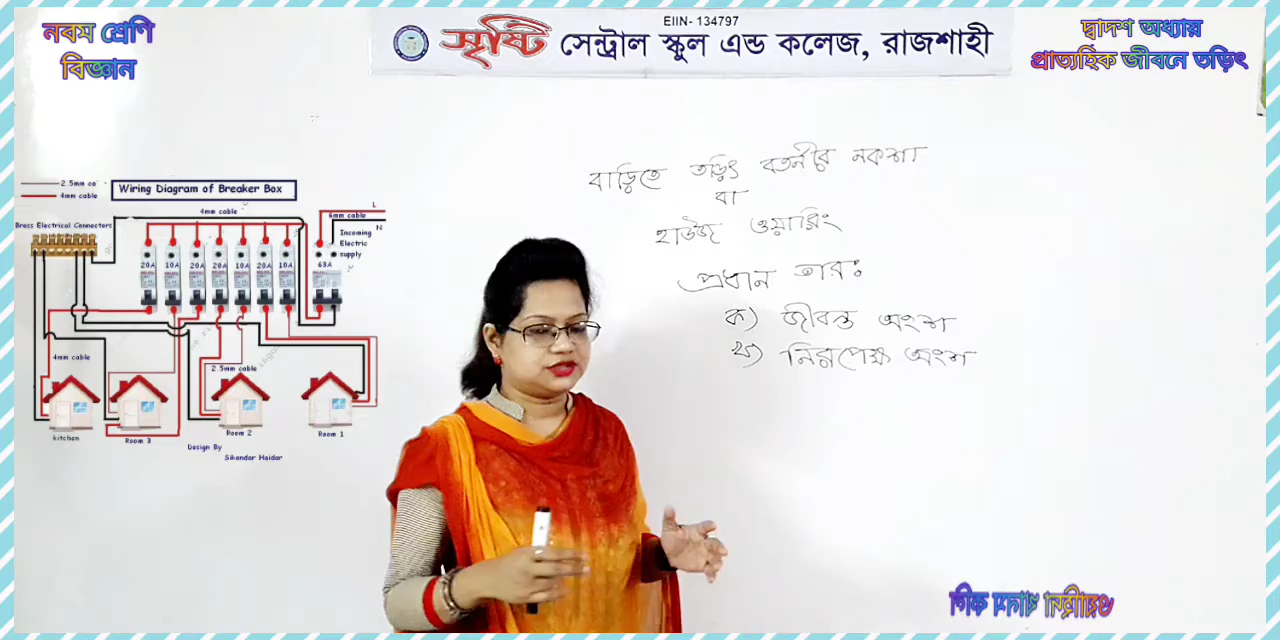 নবম শ্রেণি
বিজ্ঞান
EIIN- 134797
সৃষ্টি সেন্ট্রাল স্কুল এন্ড কলেজ, রাজশাহী
দ্বাদশ অধ্যায়
প্রাত্যহিক জীবনে তড়িৎ
2.5mm ca
4mm cable
Wiring Diagram of Breaker Box
Brass Electrical Connectors
4mm cable
6mm cable
L
N
Incoming
Electric
supply
20A 10A 20A 20A 10A 20A 10A 63A
4mm cable
2.5mm cable
kitchen
Room 3
Room 2
Room 1
Design By
Sikandar Haidar
বাড়িতে তড়িৎ বর্তনীর নকশা
বা
হাউজ ওয়ারিং
প্রধান তারঃ
ক) জীবন্ত অংশ
খ) নিরপেক্ষ অংশ